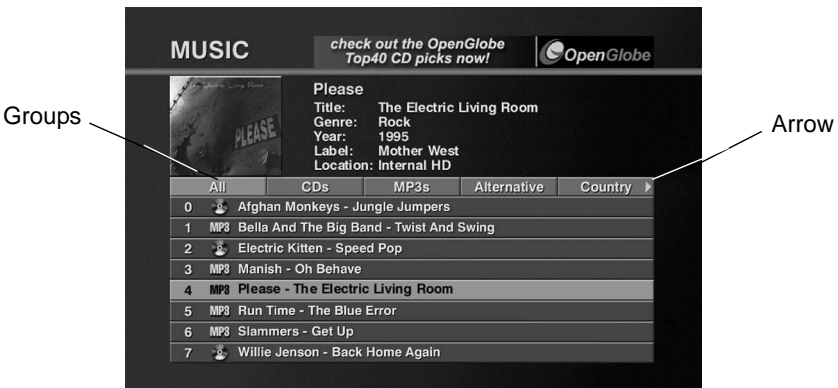 MUSIC
check out the OpenGlobe
Top40 CD picks now!
OpenGlobe
Groups
Arrow
PLEASE
Please
Title: The Electric Living Room
Genre: Rock
Year: 1995
Label: Mother West
Location: Internal HD
All CDs MP3s Alternative Country
0 Afghan Monkeys - Jungle Jumpers
1 MP3 Bella And The Big Band - Twist And Swing
2 Electric Kitten - Speed Pop
3 MP3 Manish - Oh Behave
4 MP3 Please - The Electric Living Room
5 MP3 Run Time - The Blue Error
6 MP3 Slammers - Get Up
7 Willie Jenson - Back Home Again